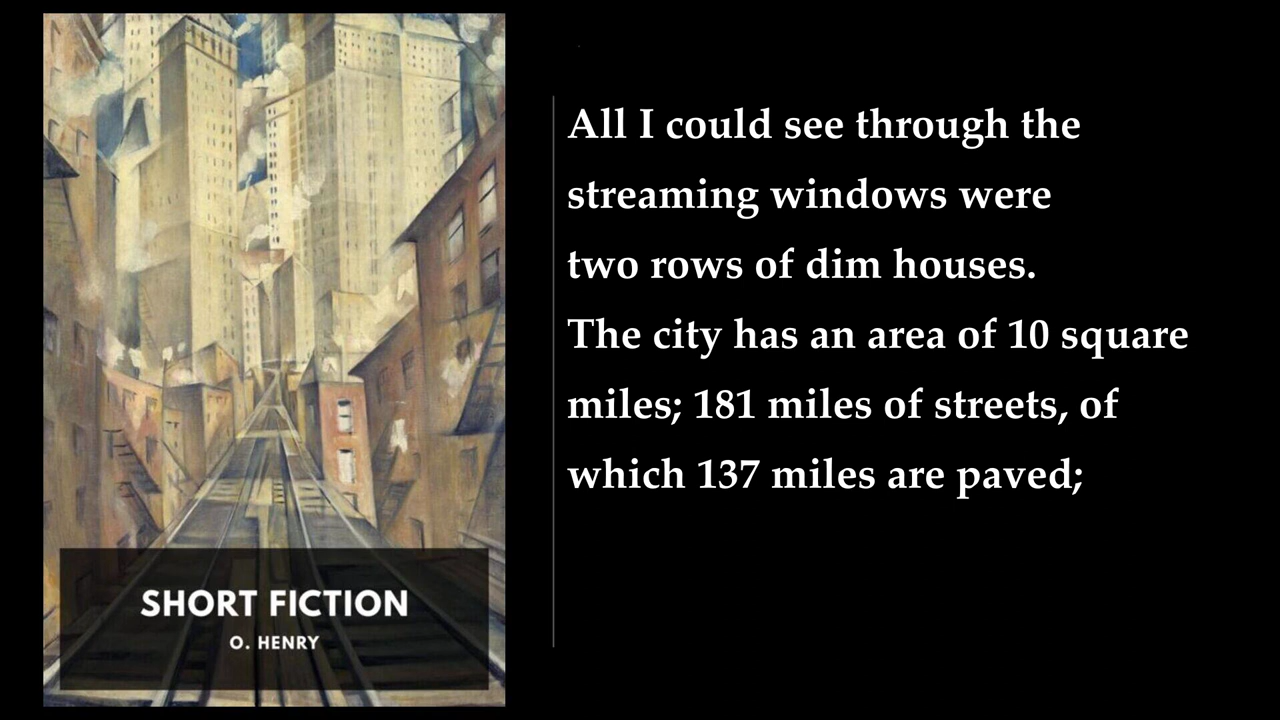 All I could see through the
streaming windows were
two rows of dim houses.
The city has an area of 10 square
miles; 181 miles of streets, of
which 137 miles are paved;
SHORT FICTION
O. HENRY